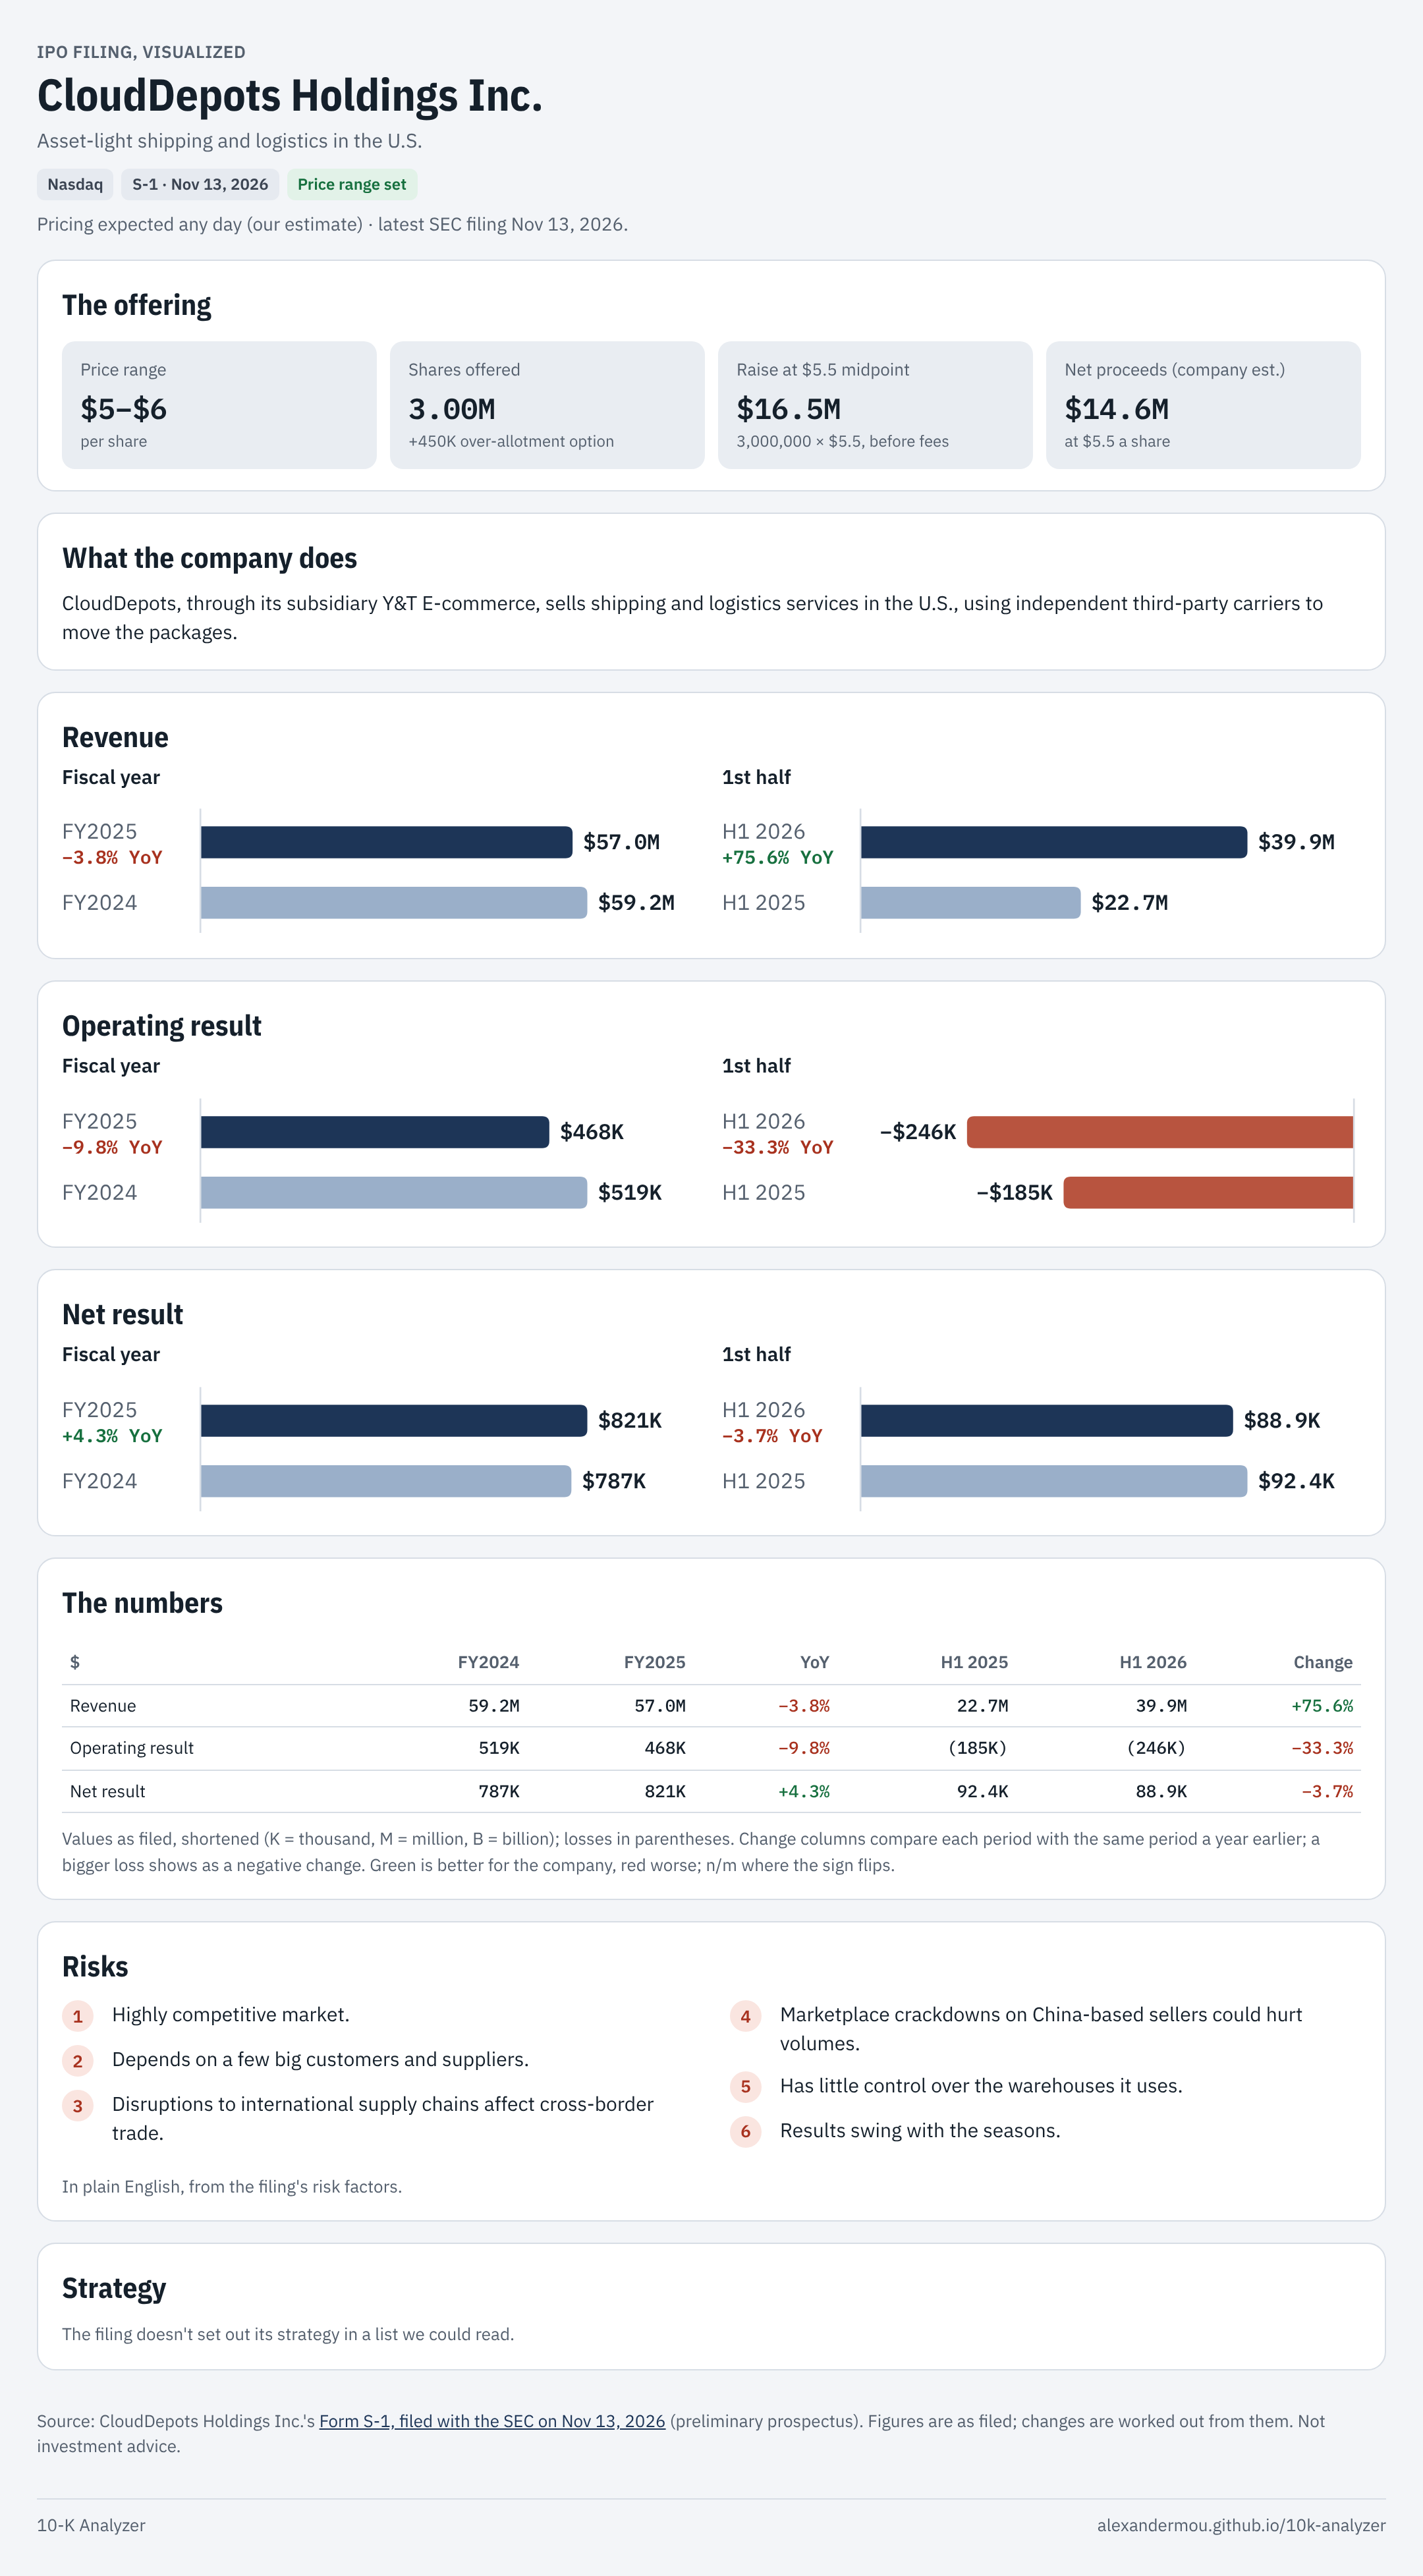 IPO FILING, VISUALIZED
CloudDepots Holdings Inc.
Asset-light shipping and logistics in the U.S.
Nasdaq
S-1 · Nov 13, 2026
Price range set
Pricing expected any day (our estimate) · latest SEC filing Nov 13, 2026.
The offering
Price range
$5–$6
per share
Shares offered
3.00M
+450K over-allotment option
Raise at $5.5 midpoint
$16.5M
3,000,000 × $5.5, before fees
Net proceeds (company est.)
$14.6M
at $5.5 a share
What the company does
CloudDepots, through its subsidiary Y&T E-commerce, sells shipping and logistics services in the U.S., using independent third-party carriers to
move the packages.
Revenue
Fiscal year
FY2025
−3.8% YoY
$57.0M
FY2024
$59.2M
1st half
H1 2026
+75.6% YoY
$39.9M
H1 2025
$22.7M
Operating result
Fiscal year
FY2025
−9.8% YoY
$468K
FY2024
$519K
1st half
H1 2026
−33.3% YoY
−$246K
H1 2025
−$185K
Net result
Fiscal year
FY2025
+4.3% YoY
$821K
FY2024
$787K
1st half
H1 2026
−3.7% YoY
$88.9K
H1 2025
$92.4K
The numbers
$ FY2024 FY2025 YoY H1 2025 H1 2026 Change
Revenue 59.2M 57.0M −3.8% 22.7M 39.9M +75.6%
Operating result 519K 468K −9.8% (185K) (246K) −33.3%
Net result 787K 821K +4.3% 92.4K 88.9K −3.7%
Values as filed, shortened (K = thousand, M = million, B = billion); losses in parentheses. Change columns compare each period with the same period a year earlier; a
bigger loss shows as a negative change. Green is better for the company, red worse; n/m where the sign flips.
Risks
1 Highly competitive market.
2 Depends on a few big customers and suppliers.
3 Disruptions to international supply chains affect cross-border
trade.
4 Marketplace crackdowns on China-based sellers could hurt
volumes.
5 Has little control over the warehouses it uses.
6 Results swing with the seasons.
In plain English, from the filing's risk factors.
Strategy
The filing doesn't set out its strategy in a list we could read.
Source: CloudDepots Holdings Inc.'s Form S-1, filed with the SEC on Nov 13, 2026 (preliminary prospectus). Figures are as filed; changes are worked out from them. Not
investment advice.
10-K Analyzer
alexandermou.github.io/10k-analyzer